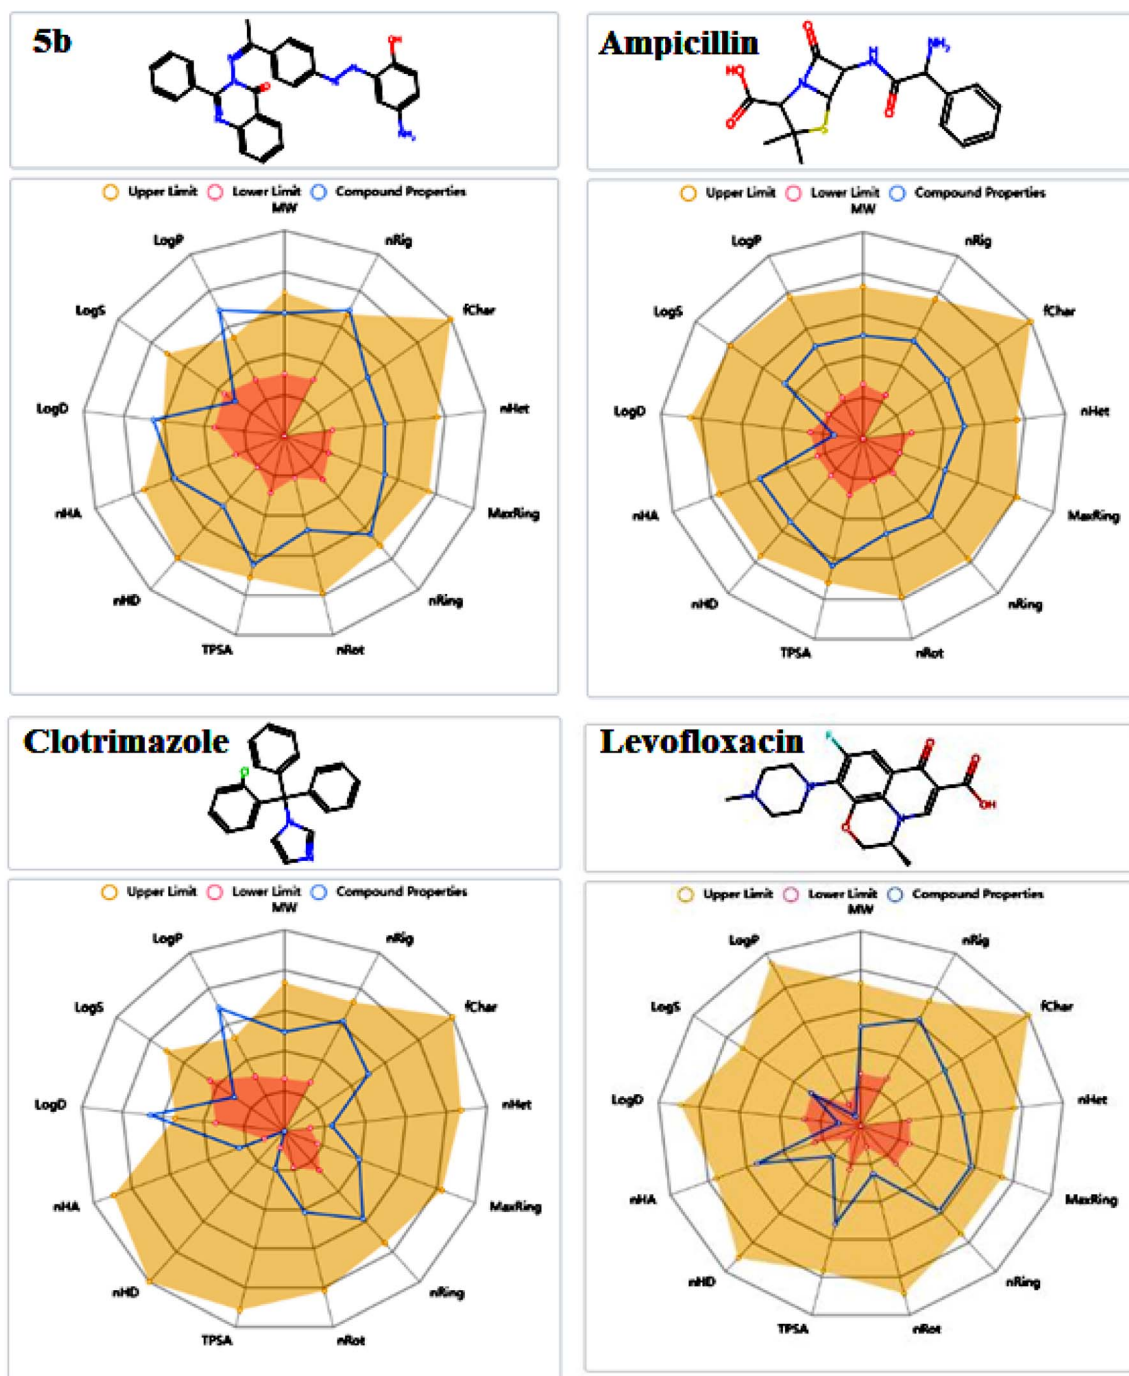 5b
OH
N
N
N
N
O
N
NH₂
Upper Limit Lower Limit Compound Properties
MW
LogP
nRig
LogS
fChar
LogD
nHet
nHA
MaxRing
nHD
nRing
TPSA
nRot
Ampicillin
O
H
N
NH₂
HO
N
O
O
S
Upper Limit Lower Limit Compound Properties
MW
LogP
nRig
LogS
fChar
LogD
nHet
nHA
MaxRing
nHD
nRing
TPSA
nRot
Clotrimazole
N
N
Upper Limit Lower Limit Compound Properties
MW
LogP
nRig
LogS
fChar
LogD
nHet
nHA
MaxRing
nHD
nRing
TPSA
nRot
Levofloxacin
F
O
O
N
N
OH
N
O
Upper Limit Lower Limit Compound Properties
MW
LogP
nRig
LogS
fChar
LogD
nHet
nHA
MaxRing
nHD
nRing
TPSA
nRot